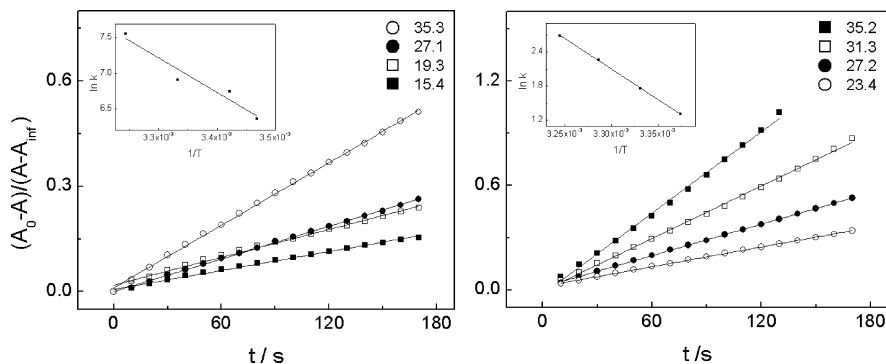 (A₀-A)/(A-A_inf)
0.6
0.3
0.0
0
60
120
180
t / s
35.3
27.1
19.3
15.4
ln k
7.5
7.0
6.5
3.3x10⁻³
3.4x10⁻³
3.5x10⁻³
1/T
1.8
1.2
0.6
0.0
0
60
120
180
t / s
35.2
31.3
27.2
23.4
ln k
2.4
1.8
1.2
3.25x10⁻³
3.30x10⁻³
3.35x10⁻³
1/T